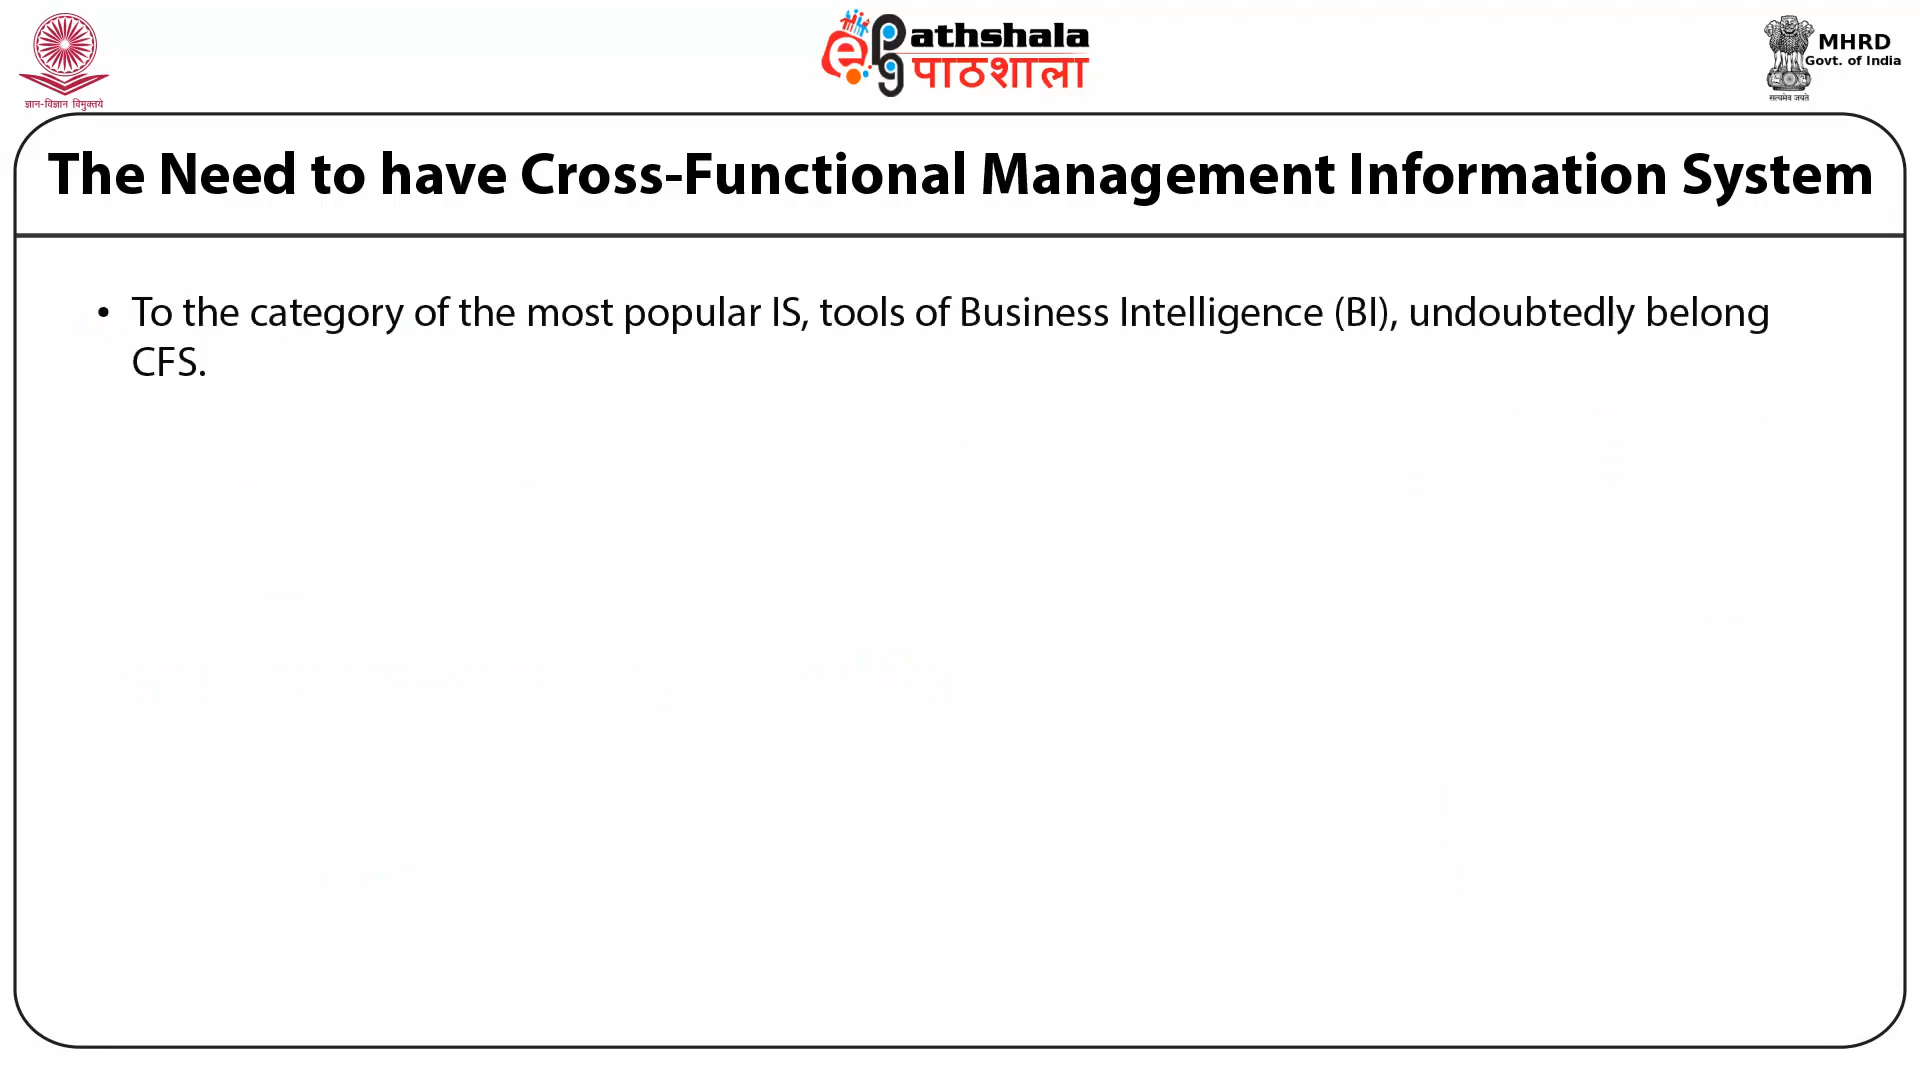 ज्ञान-विज्ञान विमुक्तये
ePathshala
पाठशाला
MHRD
Govt. of India
सत्यमेव जयते
The Need to have Cross-Functional Management Information System
• To the category of the most popular IS, tools of Business Intelligence (BI), undoubtedly belong
CFS.